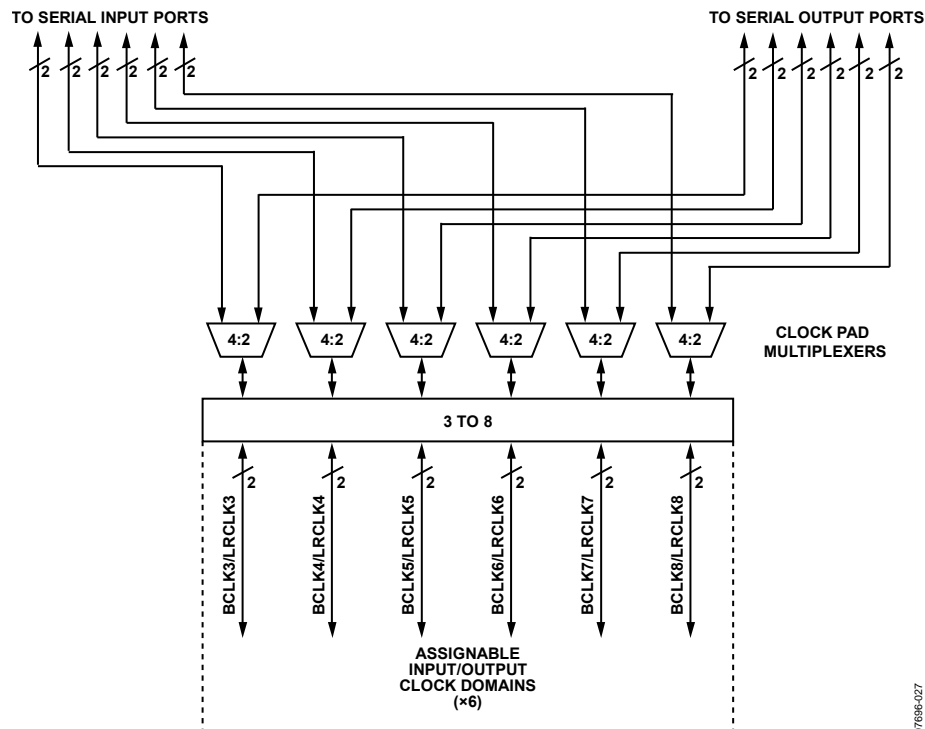 TO SERIAL INPUT PORTS
TO SERIAL OUTPUT PORTS
2 2 2 2 2 2
2 2 2 2 2 2
4:2
4:2
4:2
4:2
4:2
4:2
CLOCK PAD
MULTIPLEXERS
3 TO 8
2
2
2
2
2
2
BCLK3/LRCLK3
BCLK4/LRCLK4
BCLK5/LRCLK5
BCLK6/LRCLK6
BCLK7/LRCLK7
BCLK8/LRCLK8
ASSIGNABLE
INPUT/OUTPUT
CLOCK DOMAINS
(×6)